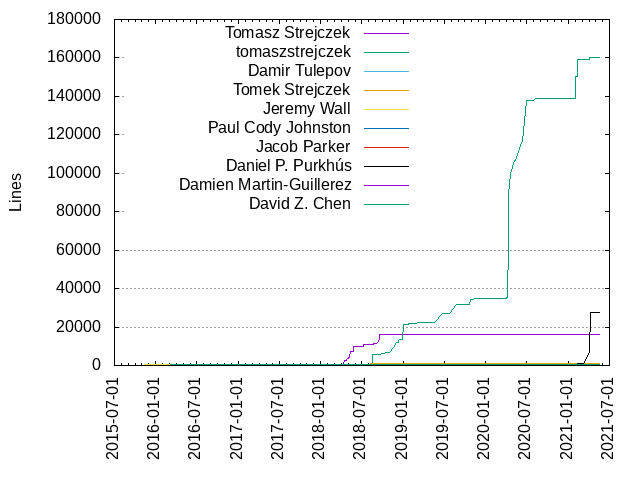 180000
160000
140000
120000
100000
80000
60000
40000
20000
0
Lines
Tomasz Strejczek
tomaszstrejczek
Damir Tulepov
Tomek Strejczek
Jeremy Wall
Paul Cody Johnston
Jacob Parker
Daniel P. Purkhús
Damien Martin-Guillerez
David Z. Chen
2015-07-01
2016-01-01
2016-07-01
2017-01-01
2017-07-01
2018-01-01
2018-07-01
2019-01-01
2019-07-01
2020-01-01
2020-07-01
2021-01-01
2021-07-01